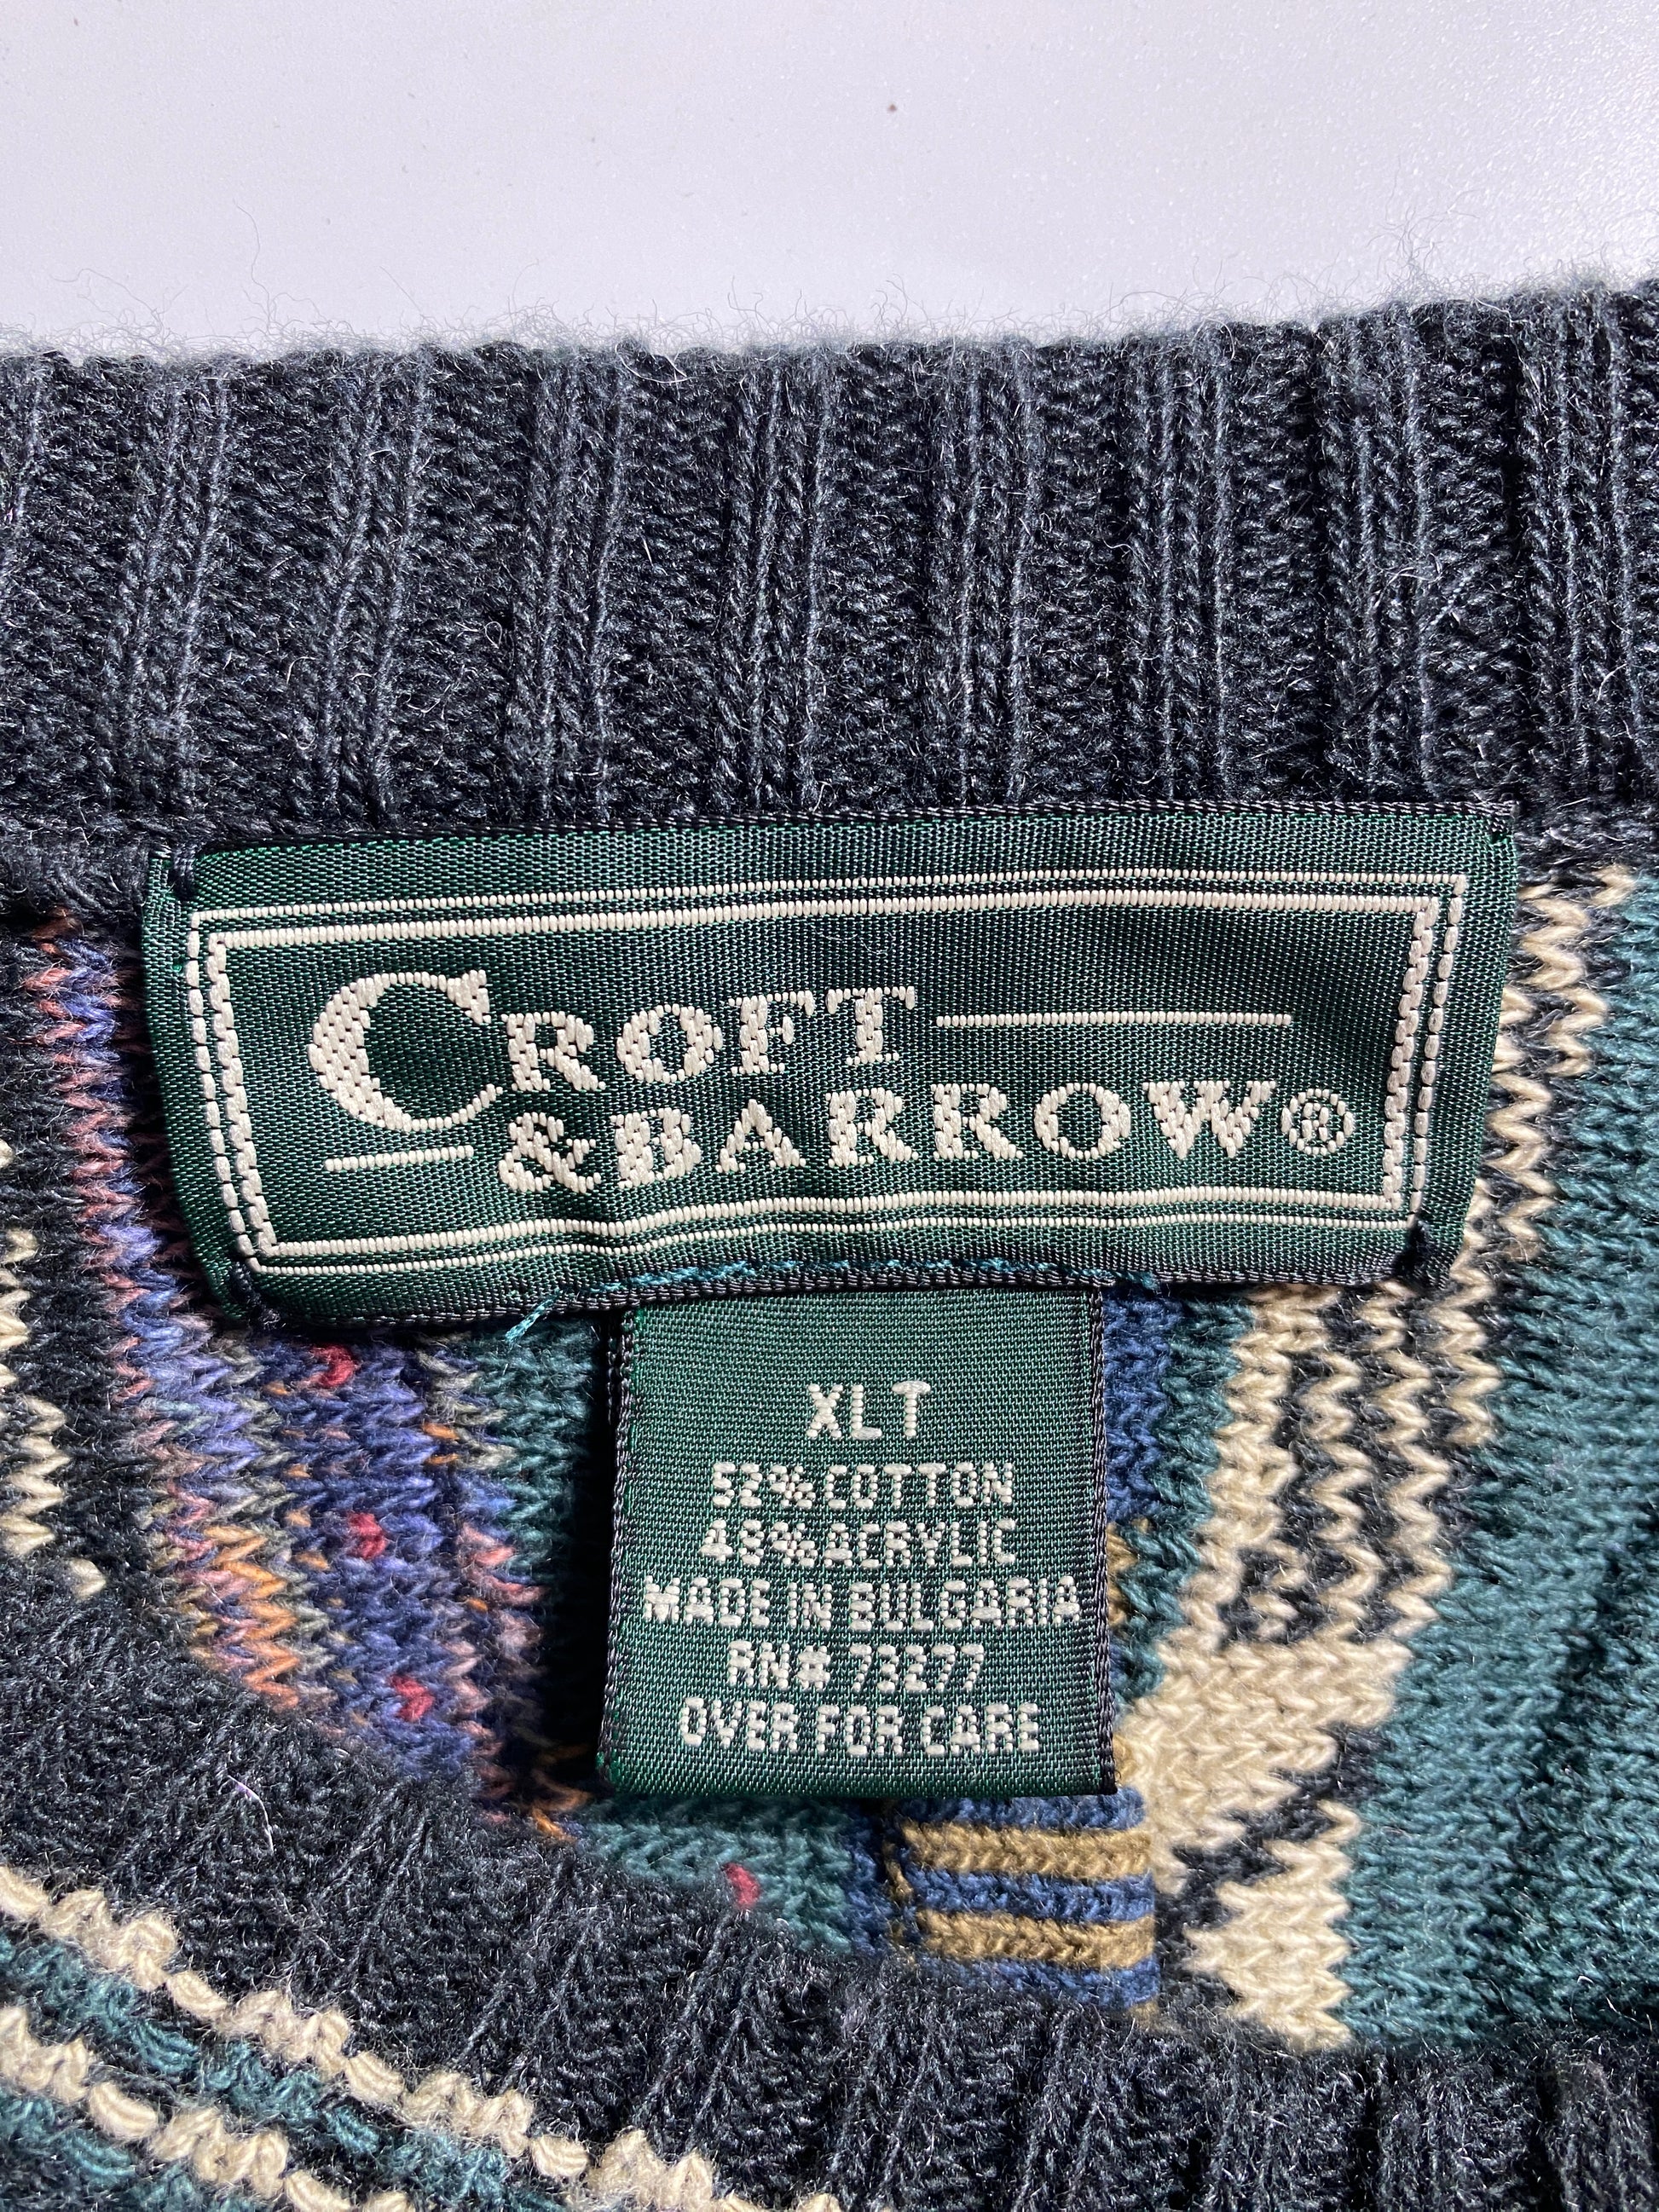 CROFT
&BARROW®
XLT
52% COTTON
48% ACRYLIC
MADE IN BULGARIA
RN# 73277
OVER FOR CARE